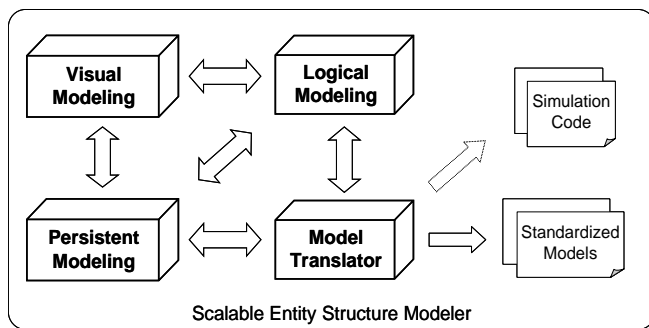 Visual
Modeling
Logical
Modeling
Simulation
Code
Persistent
Modeling
Model
Translator
Standardized
Models
Scalable Entity Structure Modeler